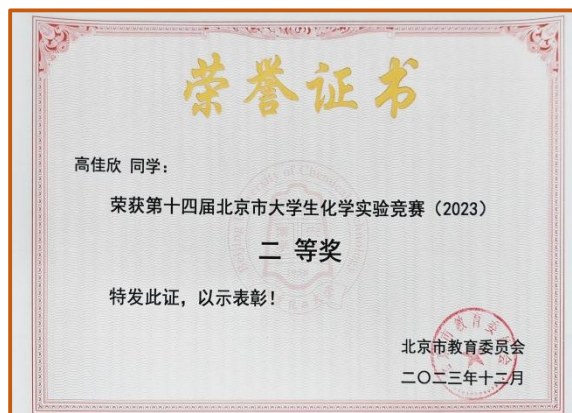 荣誉证书
高佳欣 同学：
荣获第十四届北京市大学生化学实验竞赛（2023）
二 等奖
特发此证，以示表彰！
北京市教育委员会
二〇二三年十二月